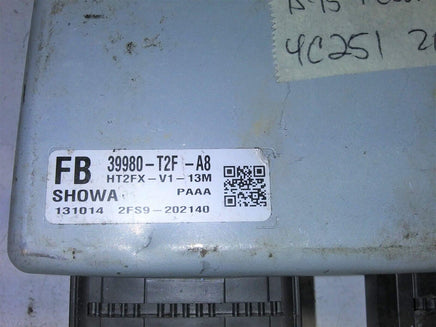 4C251
FB 39980-T2F -A8
HT2FX-V1-13M
SHOWA PAAA
131014 2FS9-202140